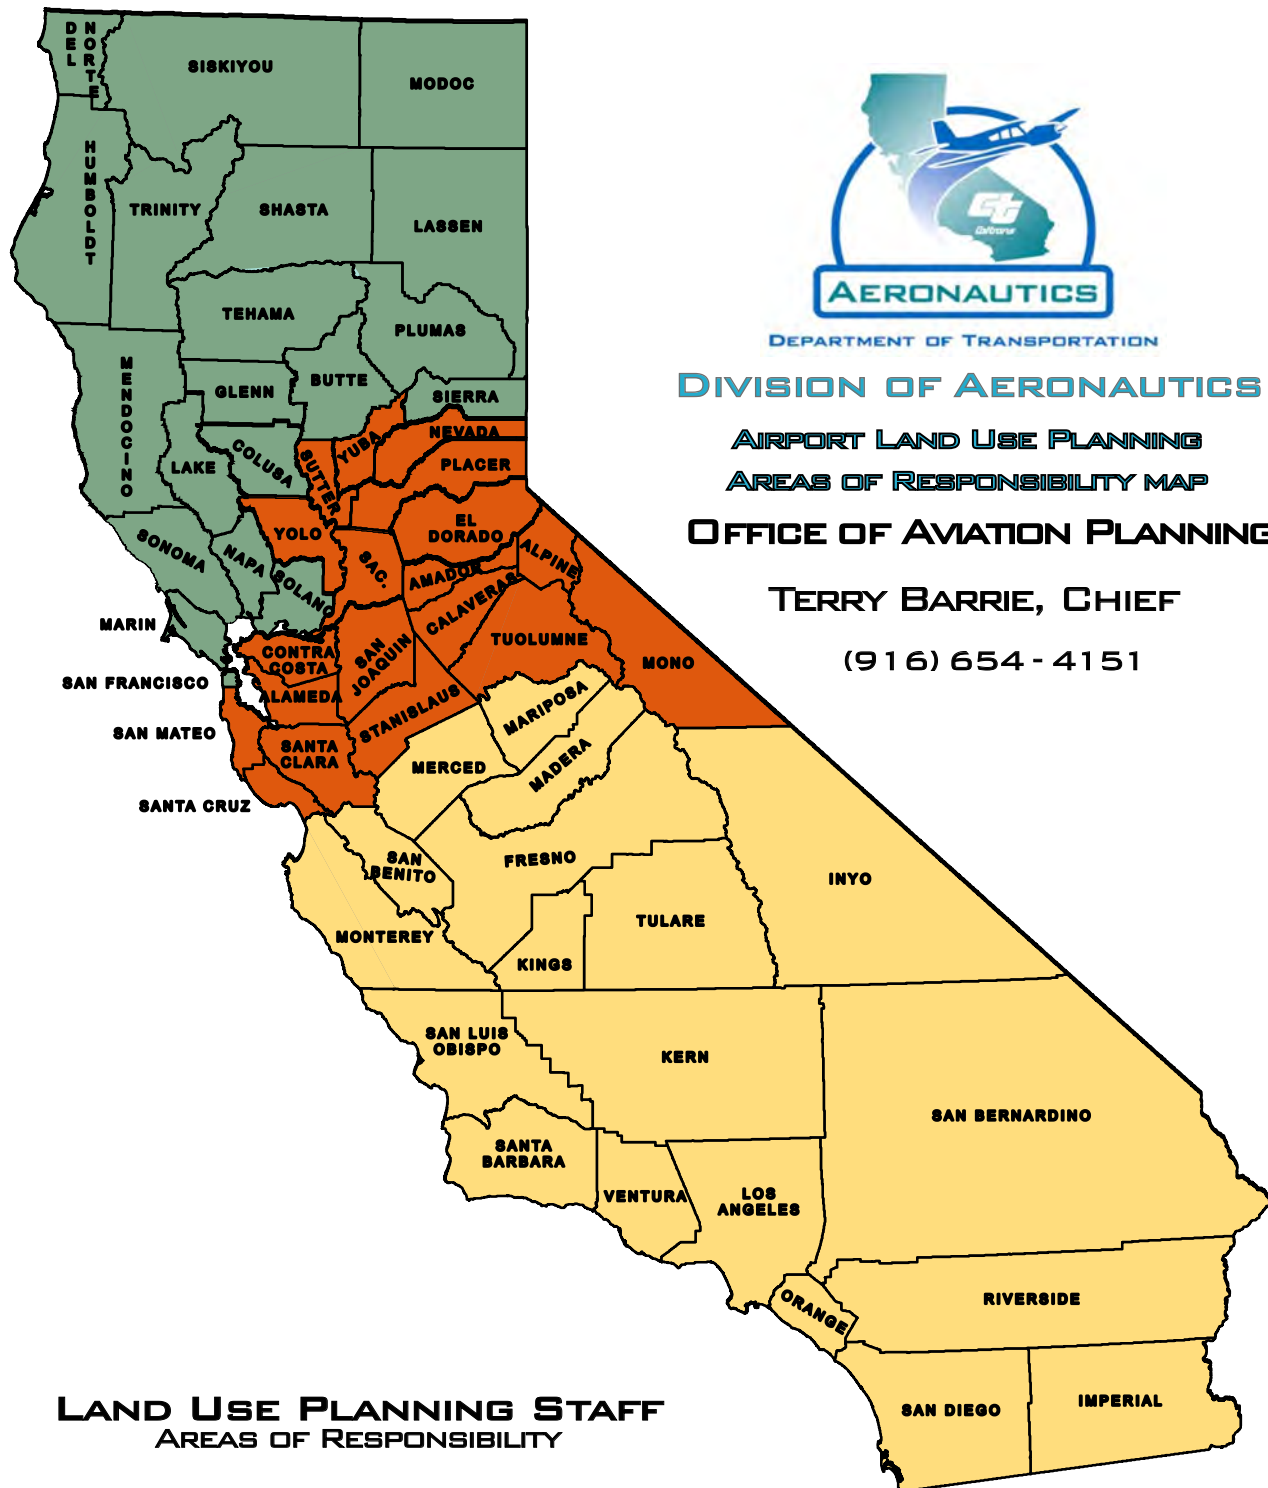 DEL NORTE
SISKIYOU
MODOC
HUMBOLDT
TRINITY
SHASTA
LASSEN
TEHAMA
PLUMAS
MENDOCINO
GLENN
BUTTE
SIERRA
LAKE
COLUSA
SUTTER
YUBA
NEVADA
PLACER
YOLO
EL
DORADO
SONOMA
NAPA
SOLANO
SAC.
AMADOR
ALPINE
CALAVERAS
MARIN
CONTRA
COSTA
SAN
JOAQUIN
TUOLUMNE
MONO
SAN FRANCISCO
ALAMEDA
STANISLAUS
MARIPOSA
SAN MATEO
SANTA
CLARA
MERCED
MADERA
SANTA CRUZ
SAN
BENITO
FRESNO
INYO
MONTEREY
KINGS
TULARE
SAN LUIS
OBISPO
KERN
SAN BERNARDINO
SANTA
BARBARA
VENTURA
LOS
ANGELES
ORANGE
RIVERSIDE
SAN DIEGO
IMPERIAL
ct
Caltrans
AERONAUTICS
DEPARTMENT OF TRANSPORTATION
DIVISION OF AERONAUTICS
AIRPORT LAND USE PLANNING
AREAS OF RESPONSIBILITY MAP
OFFICE OF AVIATION PLANNING
TERRY BARRIE, CHIEF
(916) 654 - 4151
LAND USE PLANNING STAFF
AREAS OF RESPONSIBILITY